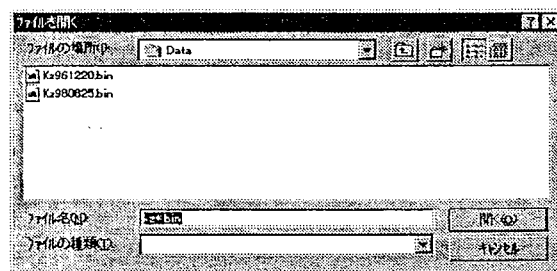 ファイルを開く
ファイルの場所(I): Data
Kz961220.bin
Kz980825.bin
ファイル名(N): 開く(O)
ファイルの種類(T): キャンセル